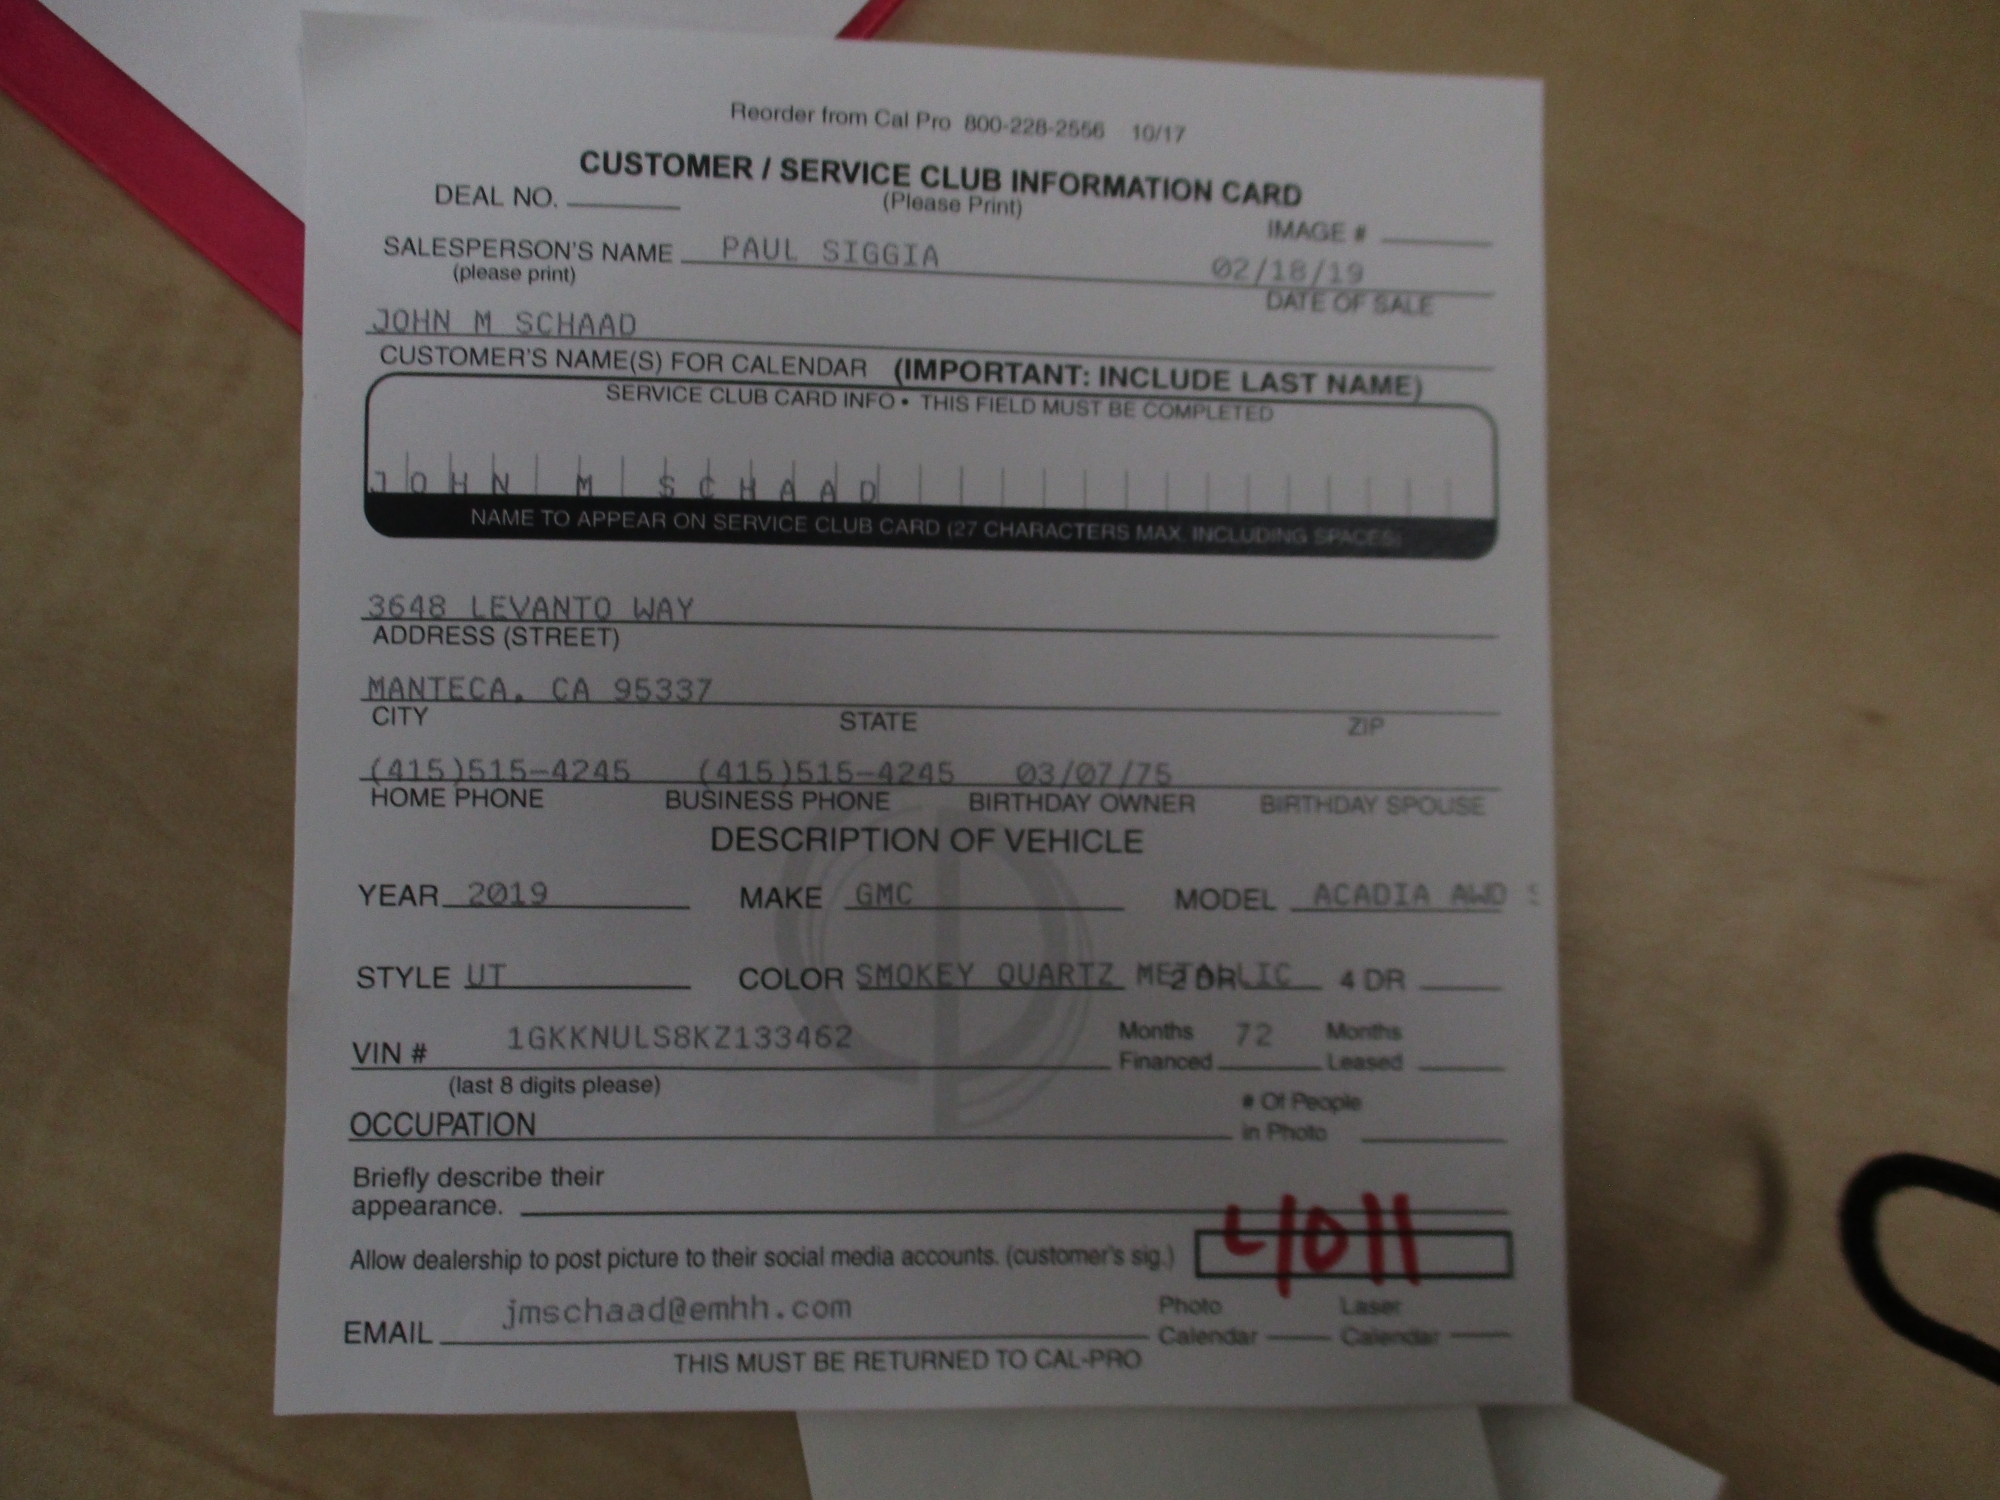 Reorder from Cal Pro 800-228-2556 10/17
CUSTOMER / SERVICE CLUB INFORMATION CARD
DEAL NO. (Please Print)
IMAGE #
SALESPERSON'S NAME PAUL SIGGIA 02/18/19
(please print) DATE OF SALE
JOHN M SCHAAD
CUSTOMER'S NAME(S) FOR CALENDAR (IMPORTANT: INCLUDE LAST NAME)
SERVICE CLUB CARD INFO • THIS FIELD MUST BE COMPLETED
JOHN M SCHAAD
NAME TO APPEAR ON SERVICE CLUB CARD (27 CHARACTERS MAX. INCLUDING SPACES)
3648 LEVANTO WAY
ADDRESS (STREET)
MANTECA, CA 95337
CITY STATE ZIP
(415)515-4245 (415)515-4245 03/07/75
HOME PHONE BUSINESS PHONE BIRTHDAY OWNER BIRTHDAY SPOUSE
DESCRIPTION OF VEHICLE
YEAR 2019 MAKE GMC MODEL ACADIA AWD
STYLE UT COLOR SMOKEY QUARTZ METALLIC 2 DR 4 DR
VIN # 1GKKNULS8KZ133462 Months Financed 72 Months Leased
(last 8 digits please)
OCCUPATION # Of People in Photo
Briefly describe their
appearance.
Allow dealership to post picture to their social media accounts. (customer's sig.) 4011
EMAIL jmschaad@emhh.com Photo Calendar Laser Calendar
THIS MUST BE RETURNED TO CAL-PRO